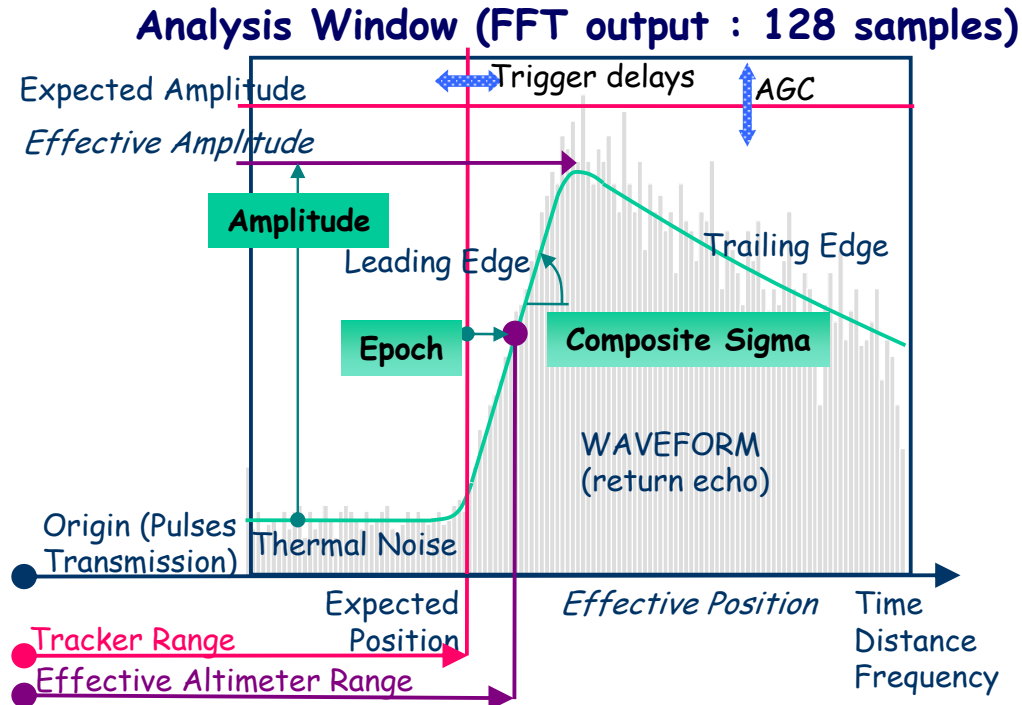 Analysis Window (FFT output : 128 samples)
Trigger delays
AGC
Expected Amplitude
Effective Amplitude
Amplitude
Leading Edge
Trailing Edge
Epoch
Composite Sigma
WAVEFORM
(return echo)
Origin (Pulses
Transmission)
Thermal Noise
Expected
Position
Effective Position
Time
Distance
Frequency
Tracker Range
Effective Altimeter Range